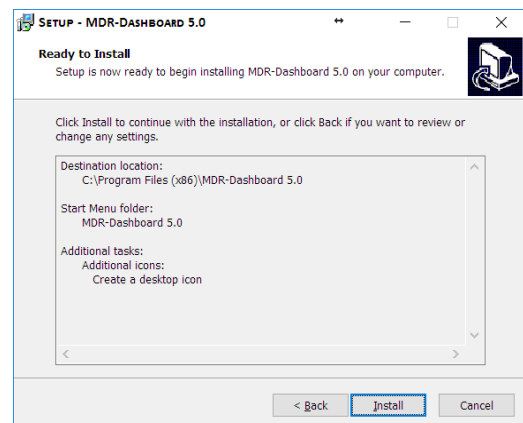 Setup - MDR-Dashboard 5.0
Ready to Install
Setup is now ready to begin installing MDR-Dashboard 5.0 on your computer.
Click Install to continue with the installation, or click Back if you want to review or
change any settings.
Destination location:
C:\Program Files (x86)\MDR-Dashboard 5.0
Start Menu folder:
MDR-Dashboard 5.0
Additional tasks:
Additional icons:
Create a desktop icon
< Back
Install
Cancel